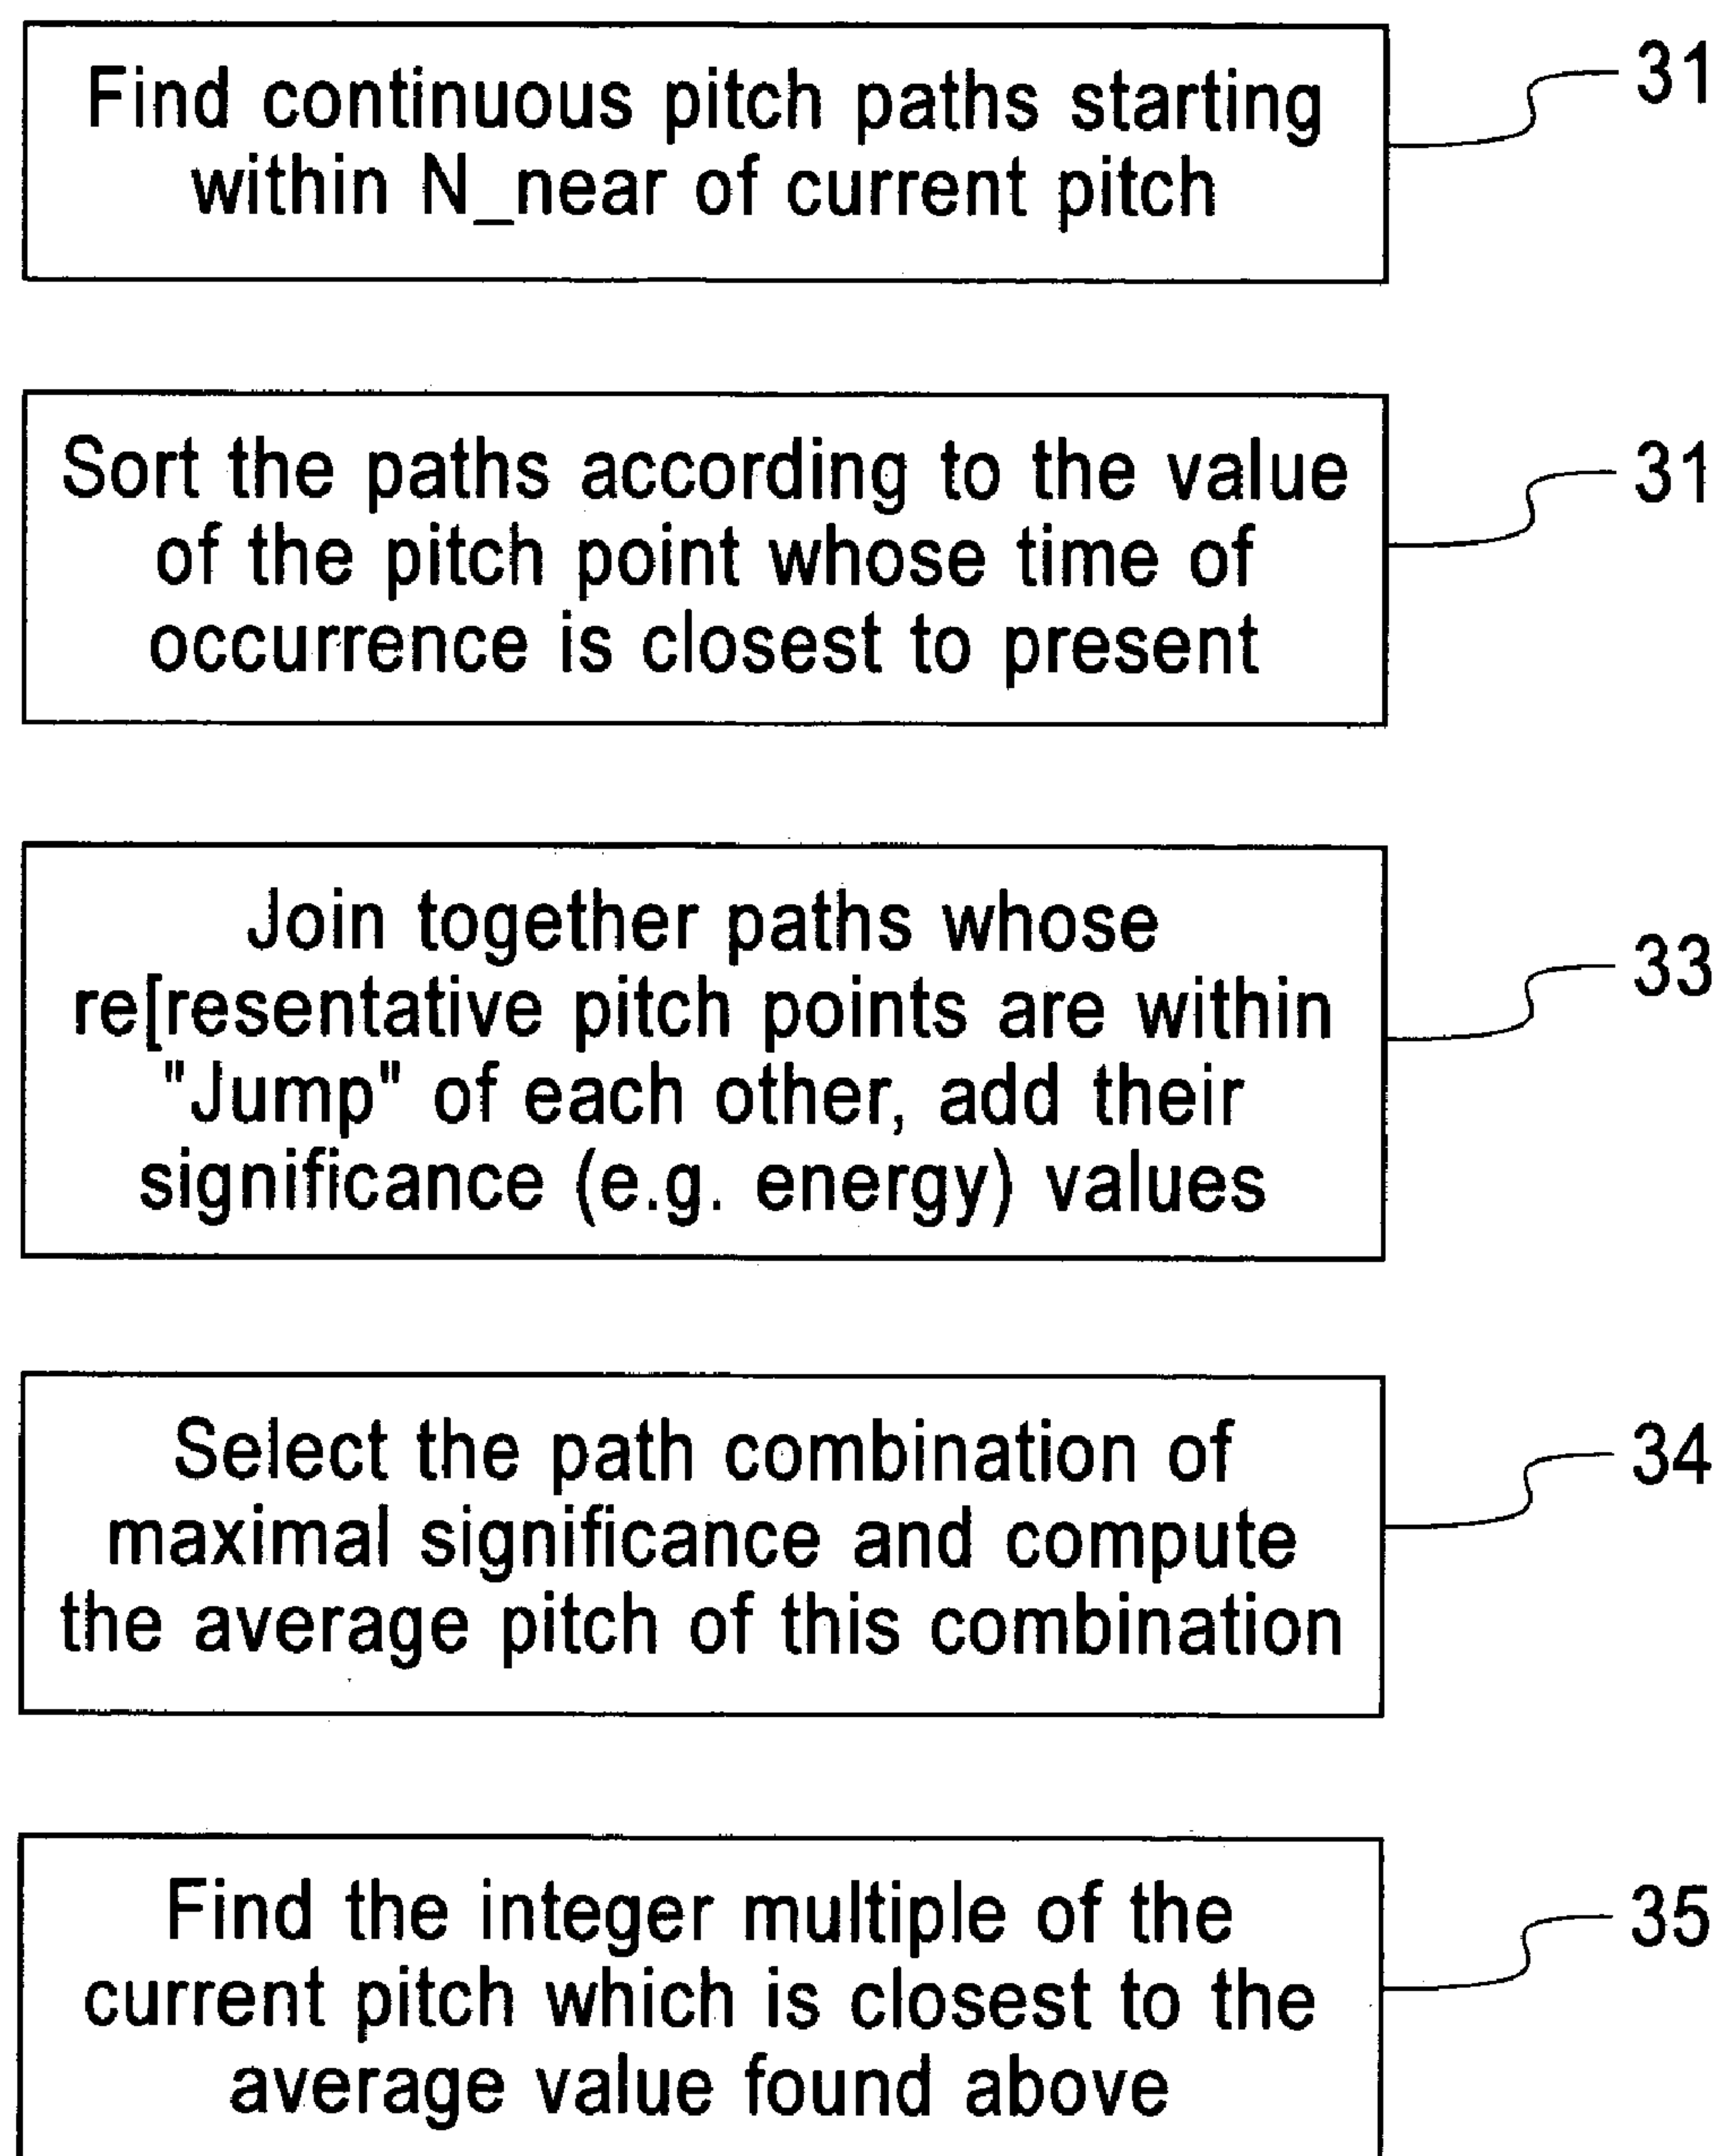 Find continuous pitch paths starting
within N_near of current pitch
31
Sort the paths according to the value
of the pitch point whose time of
occurrence is closest to present
31
Join together paths whose
re[resentative pitch points are within
"Jump" of each other, add their
significance (e.g. energy) values
33
Select the path combination of
maximal significance and compute
the average pitch of this combination
34
Find the integer multiple of the
current pitch which is closest to the
average value found above
35